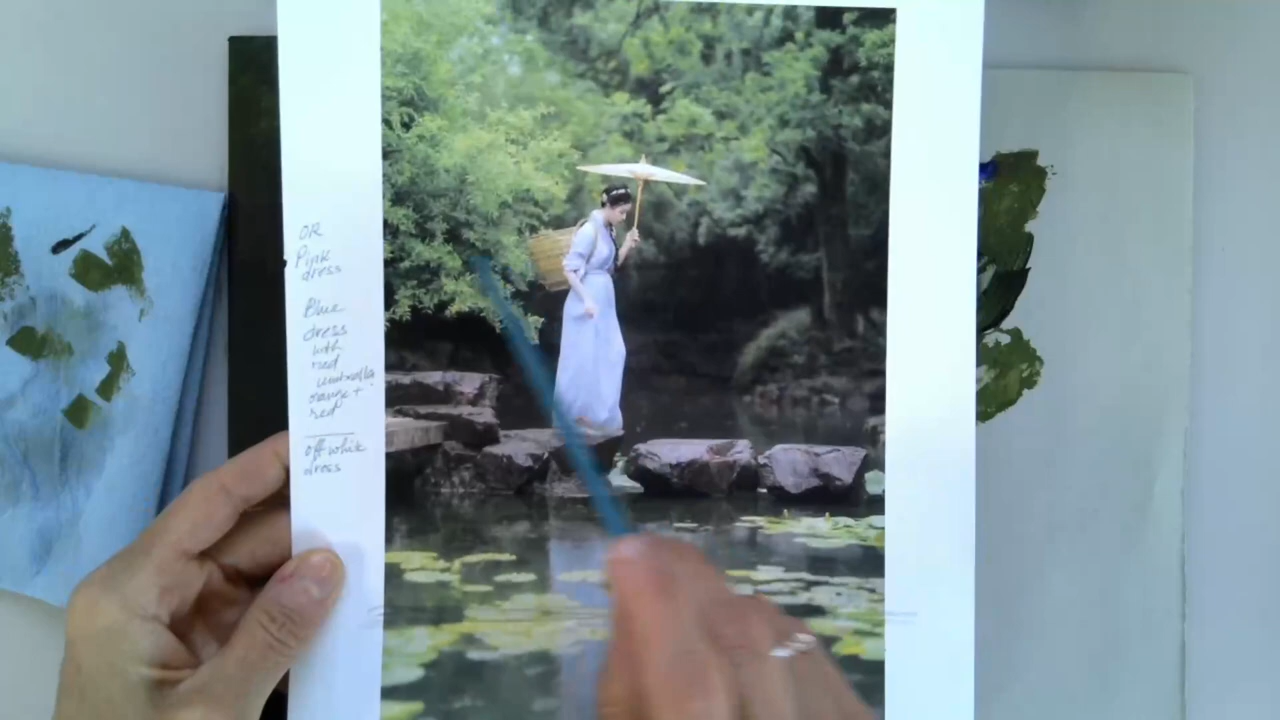 OR
Pink
dress
Blue
dress
with
red
umbrella
orange +
red
off white
dress